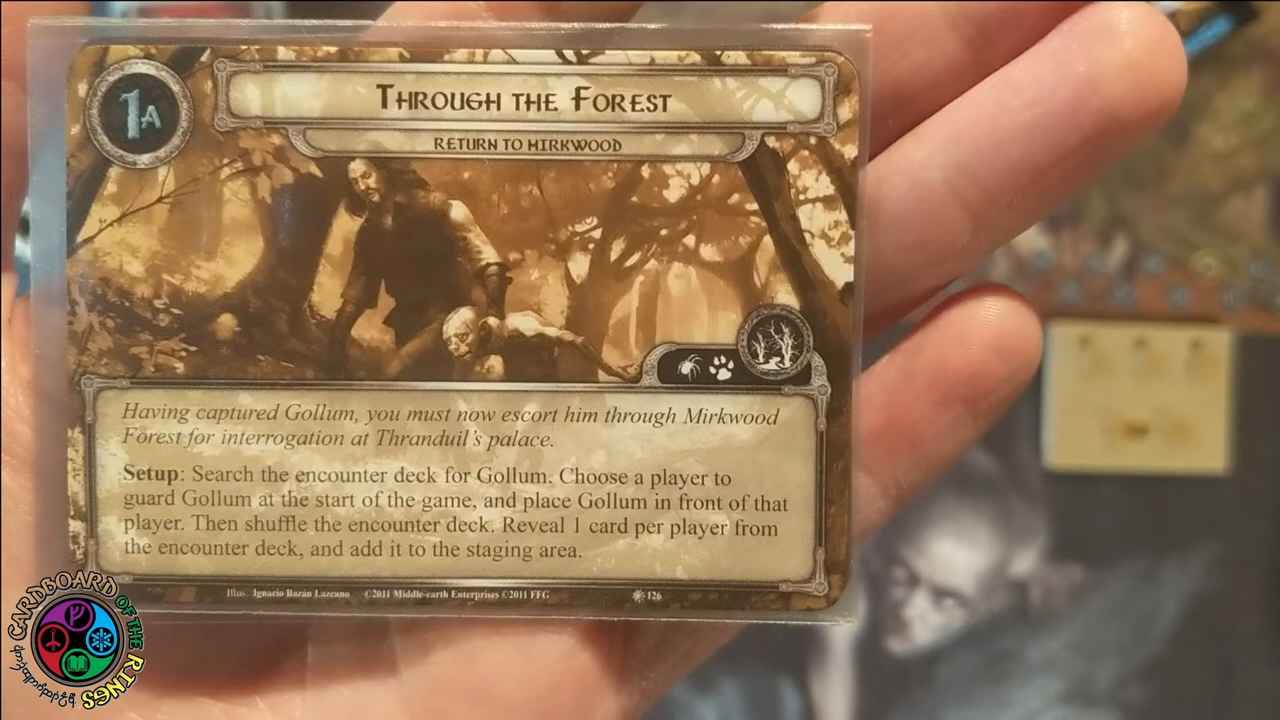 1A
THROUGH THE FOREST
RETURN TO MIRKWOOD
Having captured Gollum, you must now escort him through Mirkwood
Forest for interrogation at Thranduil's palace.
Setup: Search the encounter deck for Gollum. Choose a player to
guard Gollum at the start of the game, and place Gollum in front of that
player. Then shuffle the encounter deck. Reveal 1 card per player from
the encounter deck, and add it to the staging area.
Illus. Ignacio Bazán Lazcano ©2011 Middle-earth Enterprises ©2011 FFG 126
CARDBOARD OF THE RINGS